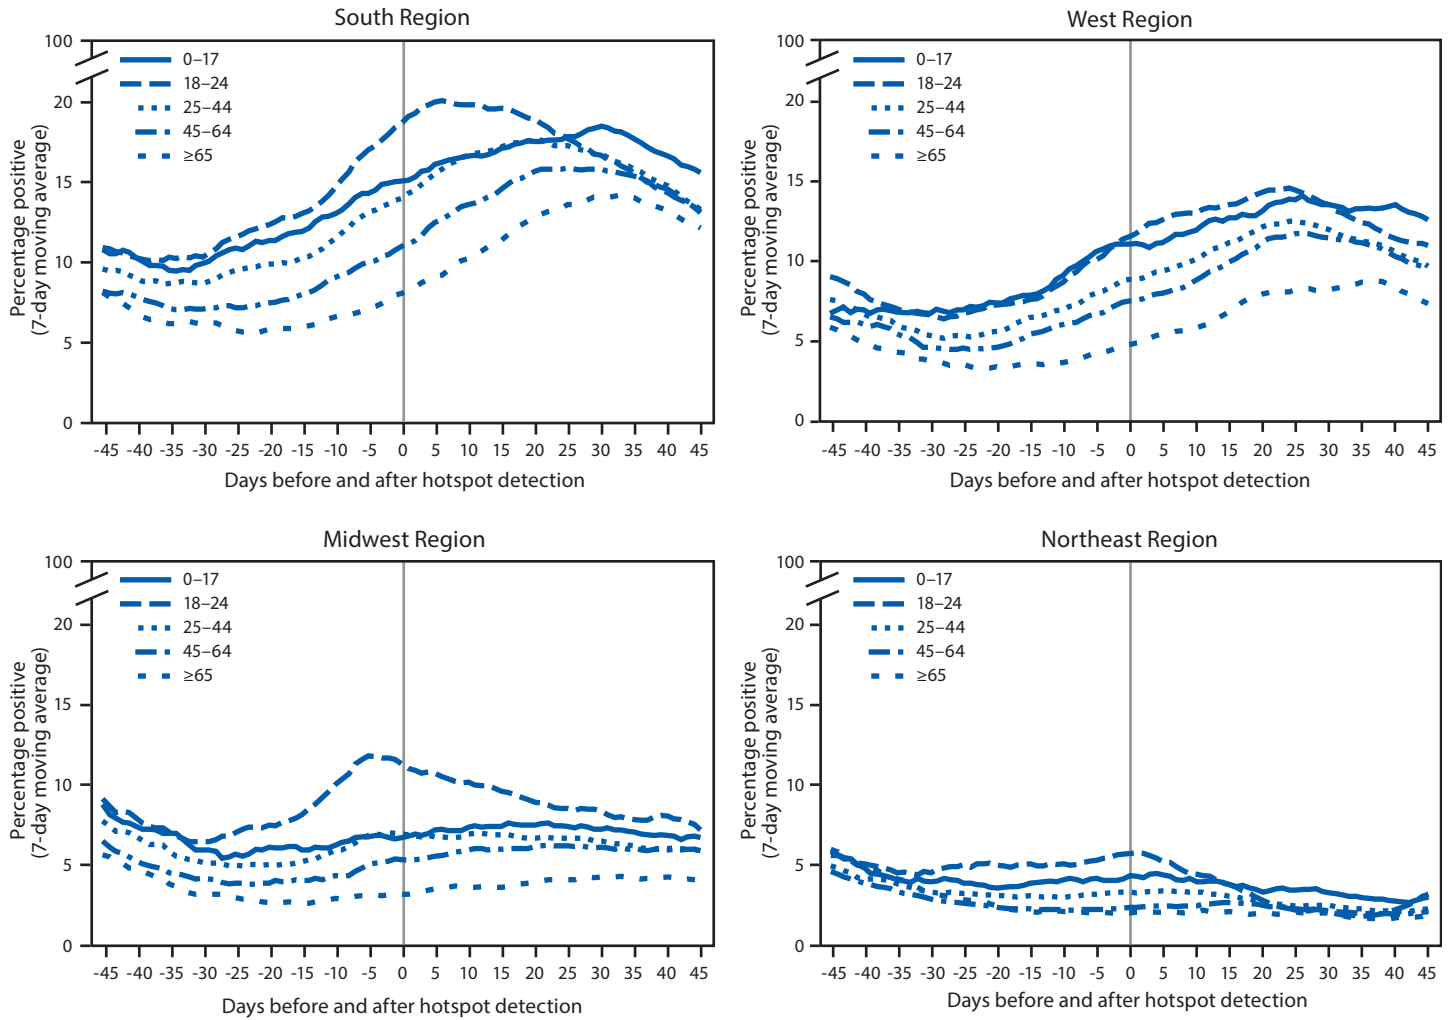 South Region
100
20
15
10
5
0
Percentage positive
(7-day moving average)
0–17
18–24
25–44
45–64
≥65
-45 -40 -35 -30 -25 -20 -15 -10 -5 0 5 10 15 20 25 30 35 40 45
Days before and after hotspot detection
West Region
100
20
15
10
5
0
Percentage positive
(7-day moving average)
0–17
18–24
25–44
45–64
≥65
-45 -40 -35 -30 -25 -20 -15 -10 -5 0 5 10 15 20 25 30 35 40 45
Days before and after hotspot detection
Midwest Region
100
20
15
10
5
0
Percentage positive
(7-day moving average)
0–17
18–24
25–44
45–64
≥65
-45 -40 -35 -30 -25 -20 -15 -10 -5 0 5 10 15 20 25 30 35 40 45
Days before and after hotspot detection
Northeast Region
100
20
15
10
5
0
Percentage positive
(7-day moving average)
0–17
18–24
25–44
45–64
≥65
-45 -40 -35 -30 -25 -20 -15 -10 -5 0 5 10 15 20 25 30 35 40 45
Days before and after hotspot detection